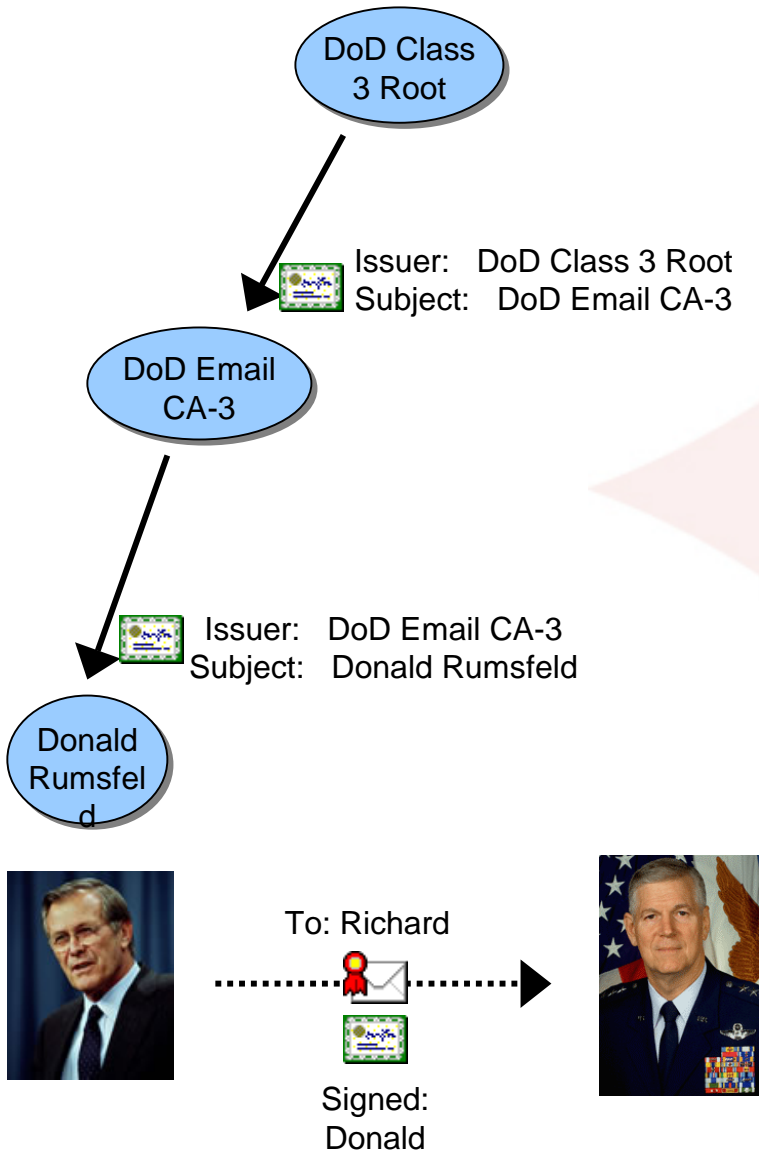 DoD Class
3 Root
Issuer: DoD Class 3 Root
Subject: DoD Email CA-3
DoD Email
CA-3
Issuer: DoD Email CA-3
Subject: Donald Rumsfeld
Donald
Rumsfel
d
To: Richard
Signed:
Donald